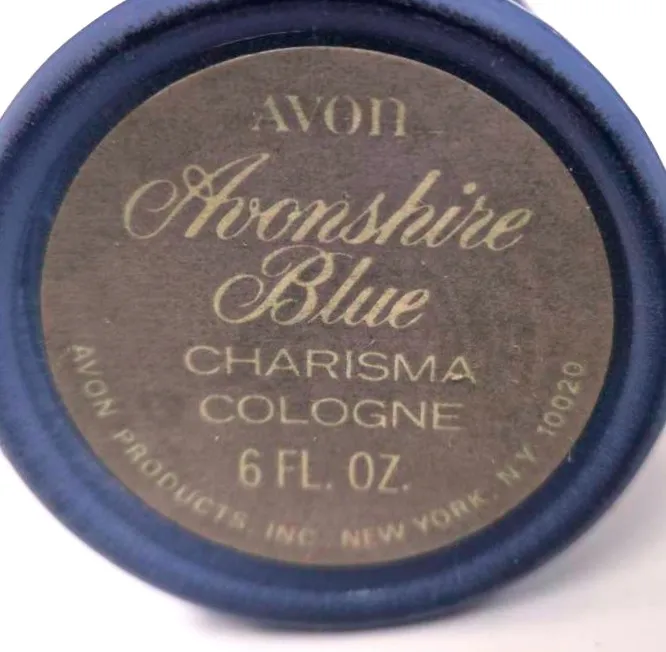 AVON
Avonshire
Blue
CHARISMA
COLOGNE
6 FL. OZ.
AVON PRODUCTS, INC. NEW YORK, N.Y. 10020